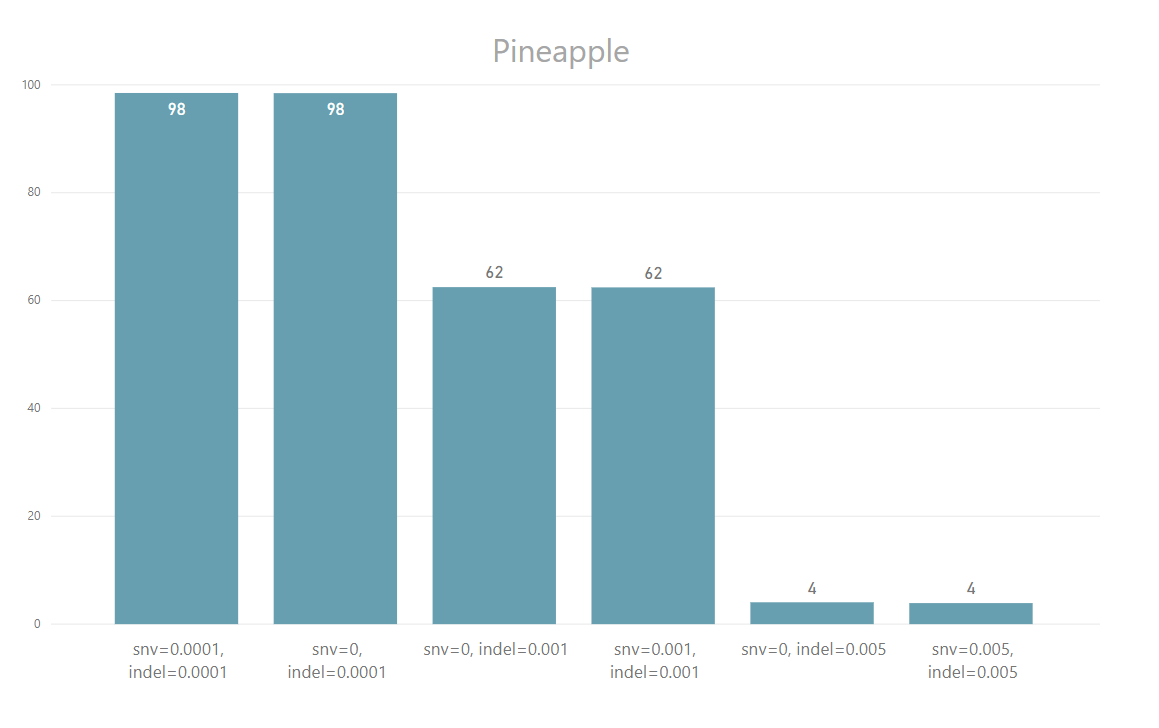 Pineapple
100
80
60
40
20
0
98
98
62
62
4
4
snv=0.0001,
indel=0.0001
snv=0,
indel=0.0001
snv=0, indel=0.001
snv=0.001,
indel=0.001
snv=0, indel=0.005
snv=0.005,
indel=0.005